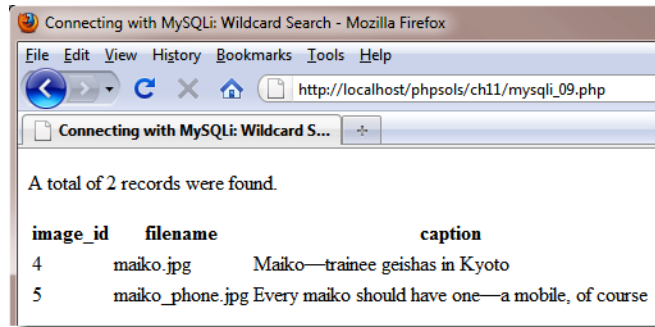 Connecting with MySQLi: Wildcard Search - Mozilla Firefox
File Edit View History Bookmarks Tools Help
http://localhost/phpsols/ch11/mysqli_09.php
Connecting with MySQLi: Wildcard S...
A total of 2 records were found.
image_id filename caption
4 maiko.jpg Maiko—trainee geishas in Kyoto
5 maiko_phone.jpg Every maiko should have one—a mobile, of course